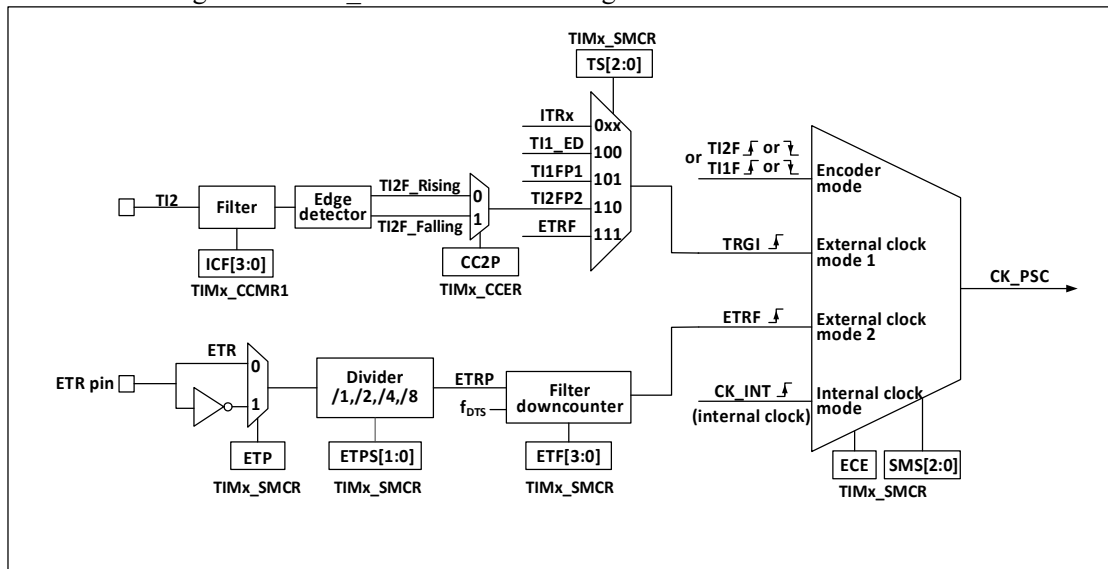 TIMx_SMCR
TS[2:0]
ITRx
0xx
TI1_ED
100
TI1FP1
101
TI2FP2
110
ETRF
111
TI2
Filter
Edge
detector
TI2F_Rising
0
TI2F_Falling
1
ICF[3:0]
TIMx_CCMR1
CC2P
TIMx_CCER
TI2F or
or TI1F or
Encoder
mode
TRGI
External clock
mode 1
CK_PSC
ETRF
External clock
mode 2
CK_INT
(internal clock)
Internal clock
mode
ETR pin
ETR
0
1
Divider
/1,/2,/4,/8
ETRP
fDTS
Filter
downcounter
ETP
TIMx_SMCR
ETPS[1:0]
TIMx_SMCR
ETF[3:0]
TIMx_SMCR
ECE
SMS[2:0]
TIMx_SMCR